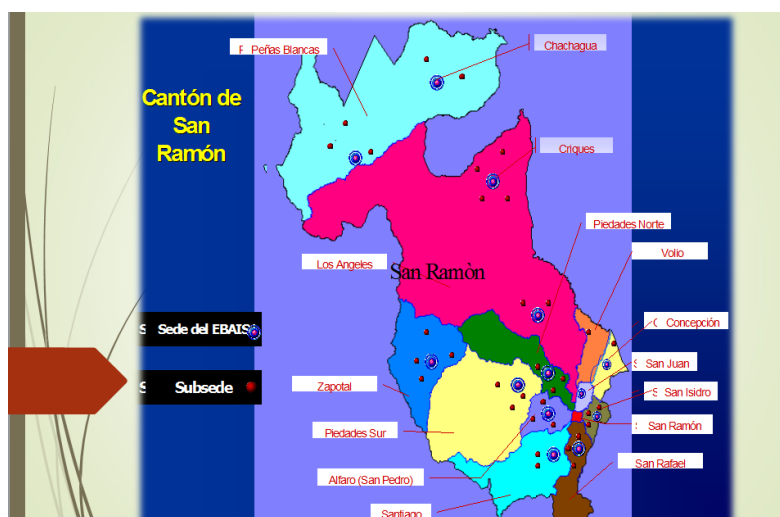 Cantón de
San
Ramón
P Peñas Blancas
Chachagua
Criques
Piedades Norte
Volio
Los Angeles
San Ramòn
C Concepción
S Sede del EBAIS
S San Juan
S Subsede
Zapotal
S San Isidro
S San Ramón
Piedades Sur
San Rafael
Alfaro (San Pedro)
Santiago